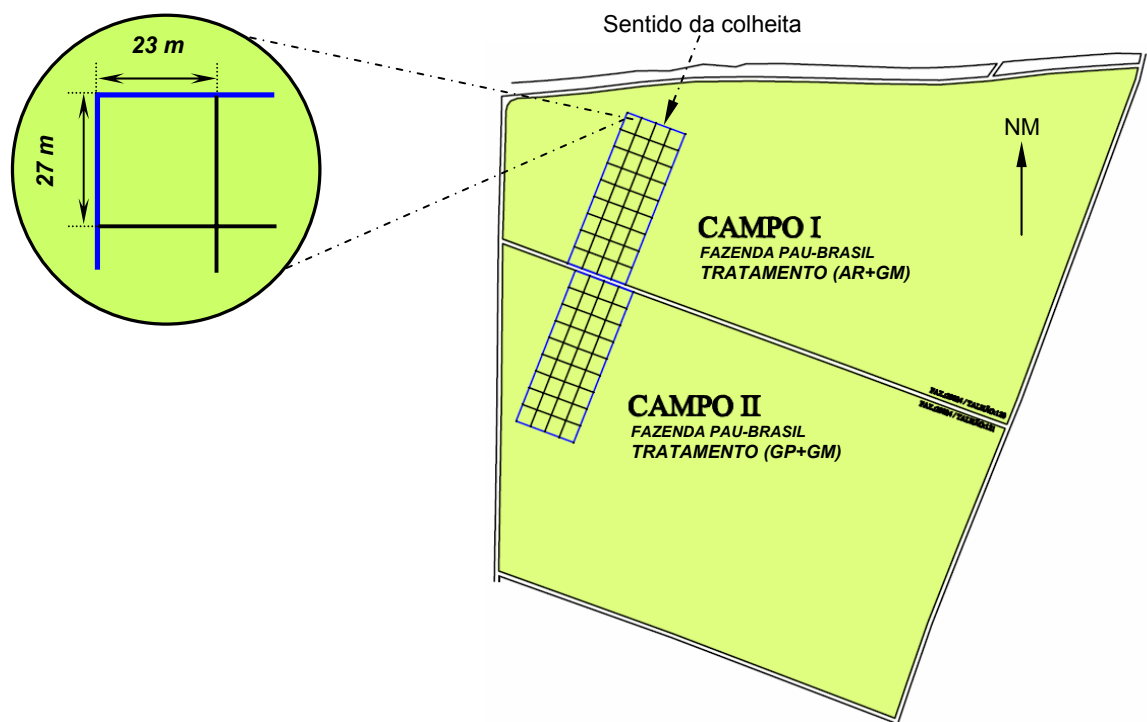 Sentido da colheita
23 m
27 m
NM
CAMPO I
FAZENDA PAU-BRASIL
TRATAMENTO (AR+GM)
CAMPO II
FAZENDA PAU-BRASIL
TRATAMENTO (GP+GM)